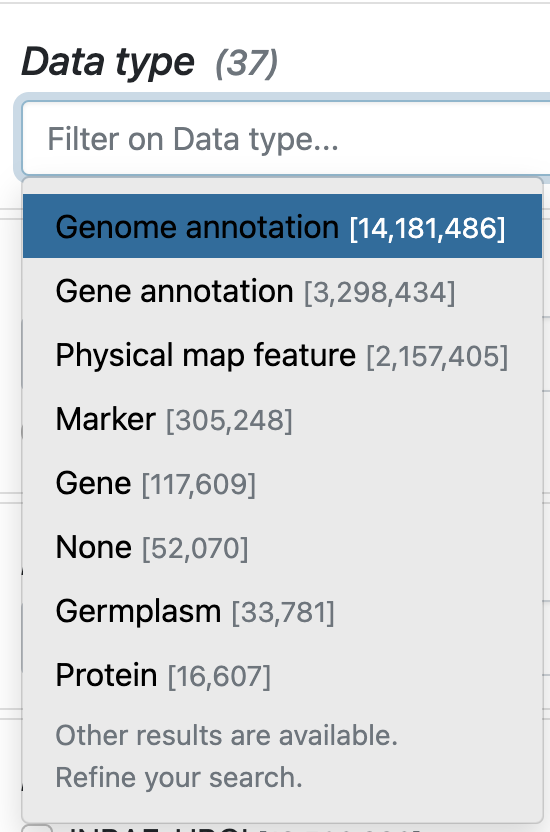 Data type (37)
Filter on Data type...
Genome annotation [14,181,486]
Gene annotation [3,298,434]
Physical map feature [2,157,405]
Marker [305,248]
Gene [117,609]
None [52,070]
Germplasm [33,781]
Protein [16,607]
Other results are available.
Refine your search.